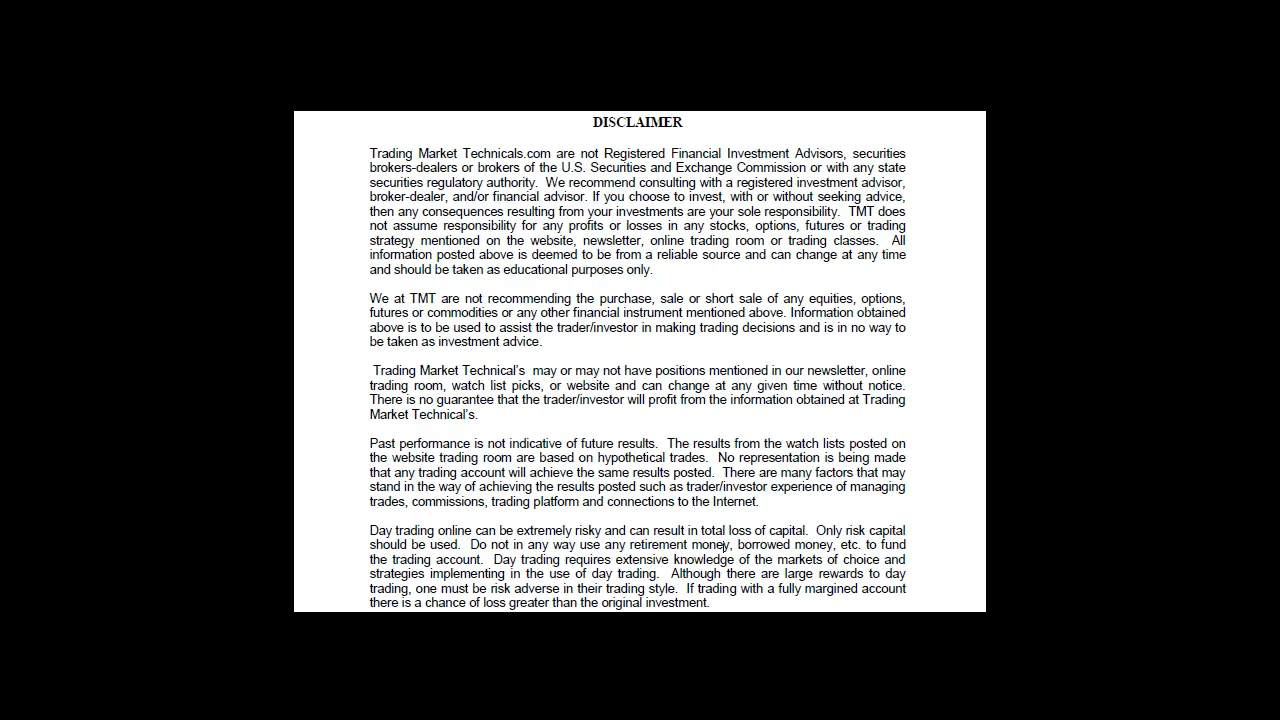 DISCLAIMER
Trading Market Technicals.com are not Registered Financial Investment Advisors, securities
brokers-dealers or brokers of the U.S. Securities and Exchange Commission or with any state
securities regulatory authority.  We recommend consulting with a registered investment advisor,
broker-dealer, and/or financial advisor. If you choose to invest, with or without seeking advice,
then any consequences resulting from your investments are your sole responsibility.  TMT does
not assume responsibility for any profits or losses in any stocks, options, futures or trading
strategy mentioned on the website, newsletter, online trading room or trading classes.  All
information posted above is deemed to be from a reliable source and can change at any time
and should be taken as educational purposes only.
We at TMT are not recommending the purchase, sale or short sale of any equities, options,
futures or commodities or any other financial instrument mentioned above. Information obtained
above is to be used to assist the trader/investor in making trading decisions and is in no way to
be taken as investment advice.
Trading Market Technical's  may or may not have positions mentioned in our newsletter, online
trading room, watch list picks, or website and can change at any given time without notice.
There is no guarantee that the trader/investor will profit from the information obtained at Trading
Market Technical's.
Past performance is not indicative of future results.  The results from the watch lists posted on
the website trading room are based on hypothetical trades.  No representation is being made
that any trading account will achieve the same results posted.  There are many factors that may
stand in the way of achieving the results posted such as trader/investor experience of managing
trades, commissions, trading platform and connections to the Internet.
Day trading online can be extremely risky and can result in total loss of capital.  Only risk capital
should be used.  Do not in any way use any retirement money, borrowed money, etc. to fund
the trading account.  Day trading requires extensive knowledge of the markets of choice and
strategies implementing in the use of day trading.  Although there are large rewards to day
trading, one must be risk adverse in their trading style.  If trading with a fully margined account
there is a chance of loss greater than the original investment.